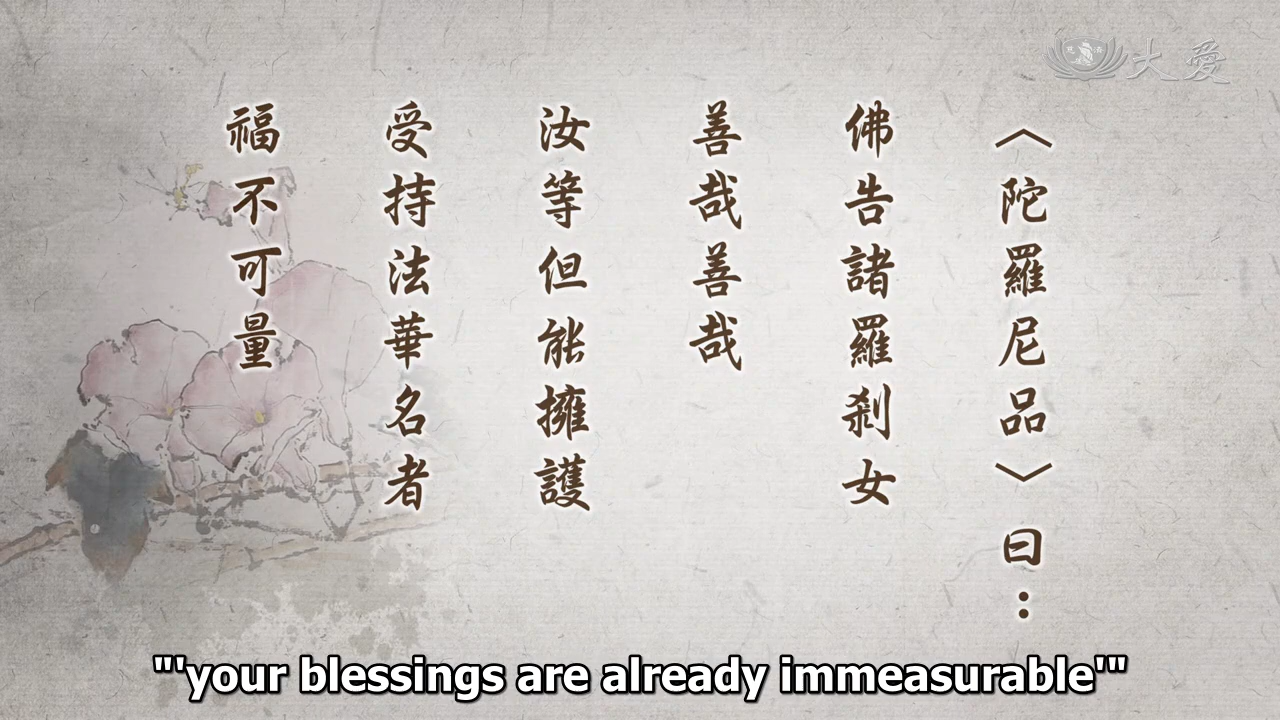 大愛
〈陀羅尼品〉曰：
佛告諸羅剎女
善哉善哉
汝等但能擁護
受持法華名者
福不可量
"'your blessings are already immeasurable'"